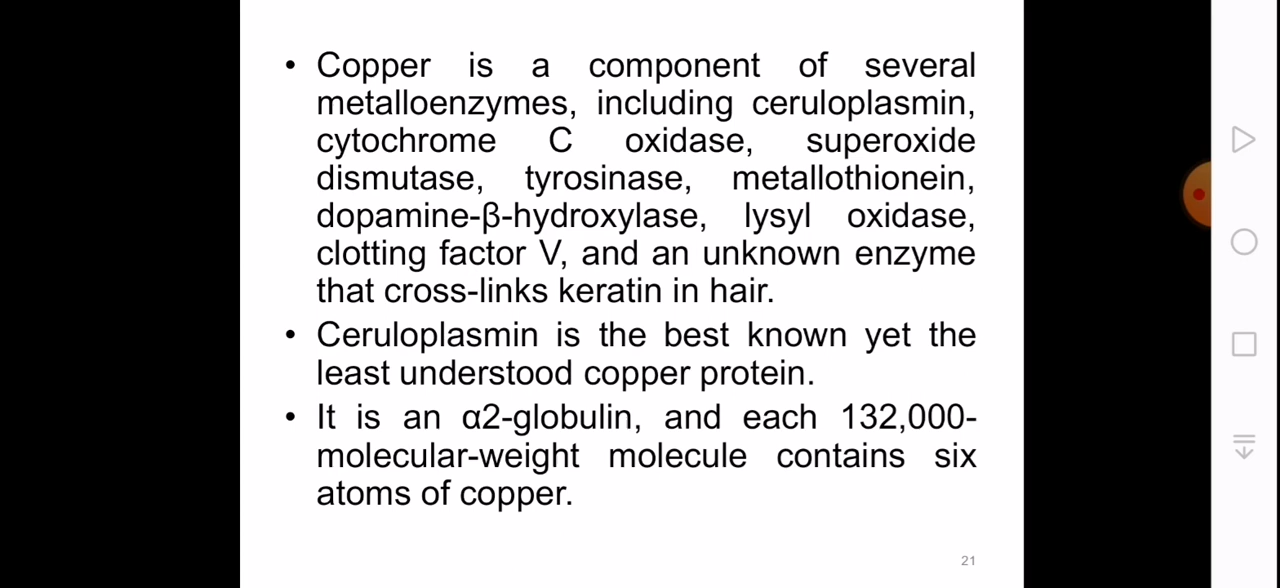 • Copper is a component of several
metalloenzymes, including ceruloplasmin,
cytochrome C oxidase, superoxide
dismutase, tyrosinase, metallothionein,
dopamine-β-hydroxylase, lysyl oxidase,
clotting factor V, and an unknown enzyme
that cross-links keratin in hair.
• Ceruloplasmin is the best known yet the
least understood copper protein.
• It is an α2-globulin, and each 132,000-
molecular-weight molecule contains six
atoms of copper.
21